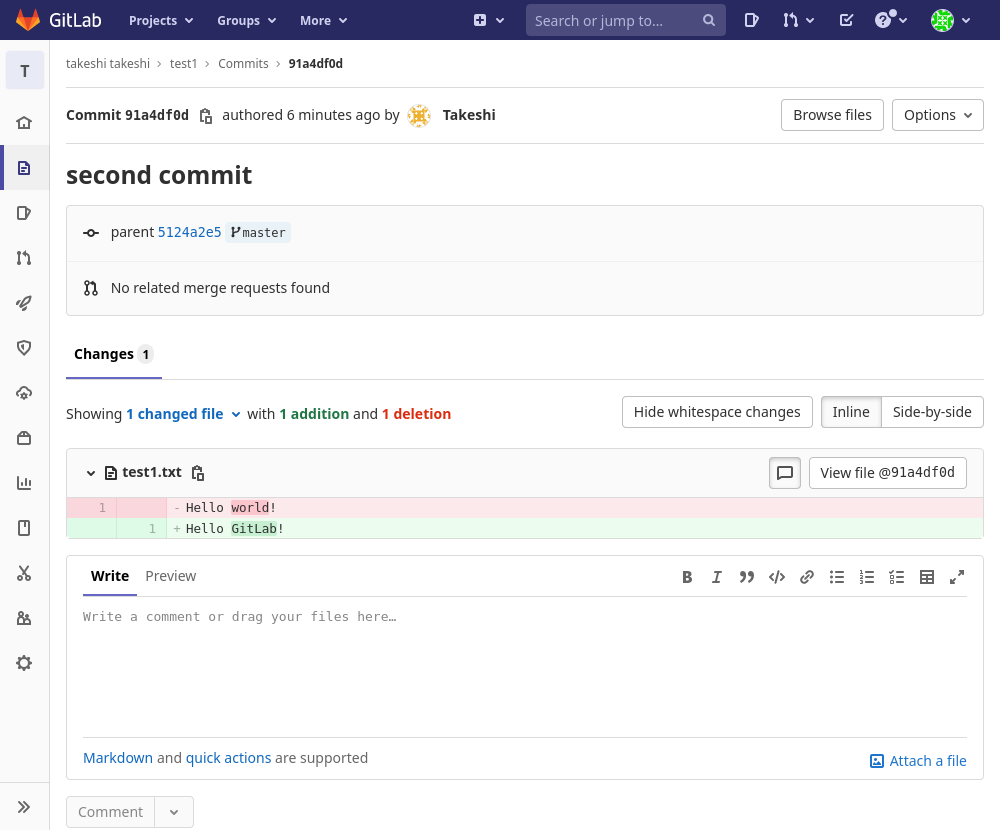 GitLab Projects Groups More Search or jump to...
T takeshi takeshi > test1 > Commits > 91a4df0d
Commit 91a4df0d authored 6 minutes ago by Takeshi Browse files Options
second commit
parent 5124a2e5 master
No related merge requests found
Changes 1
Showing 1 changed file with 1 addition and 1 deletion Hide whitespace changes Inline Side-by-side
test1.txt View file @91a4df0d
1 - Hello world!
1 + Hello GitLab!
Write Preview
Write a comment or drag your files here…
Markdown and quick actions are supported Attach a file
Comment